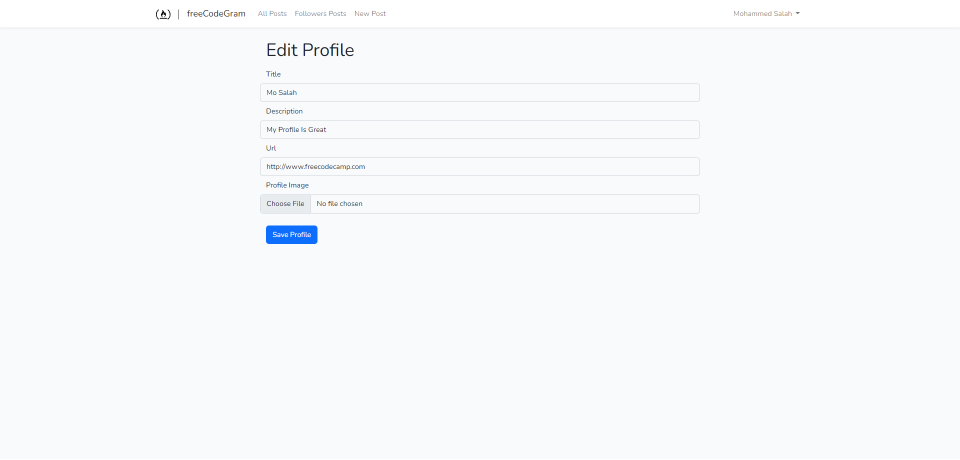 freeCodeGram All Posts Followers Posts New Post Mohammed Salah
Edit Profile
Title
Mo Salah
Description
My Profile Is Great
Url
http://www.freecodecamp.com
Profile Image
Choose File No file chosen
Save Profile